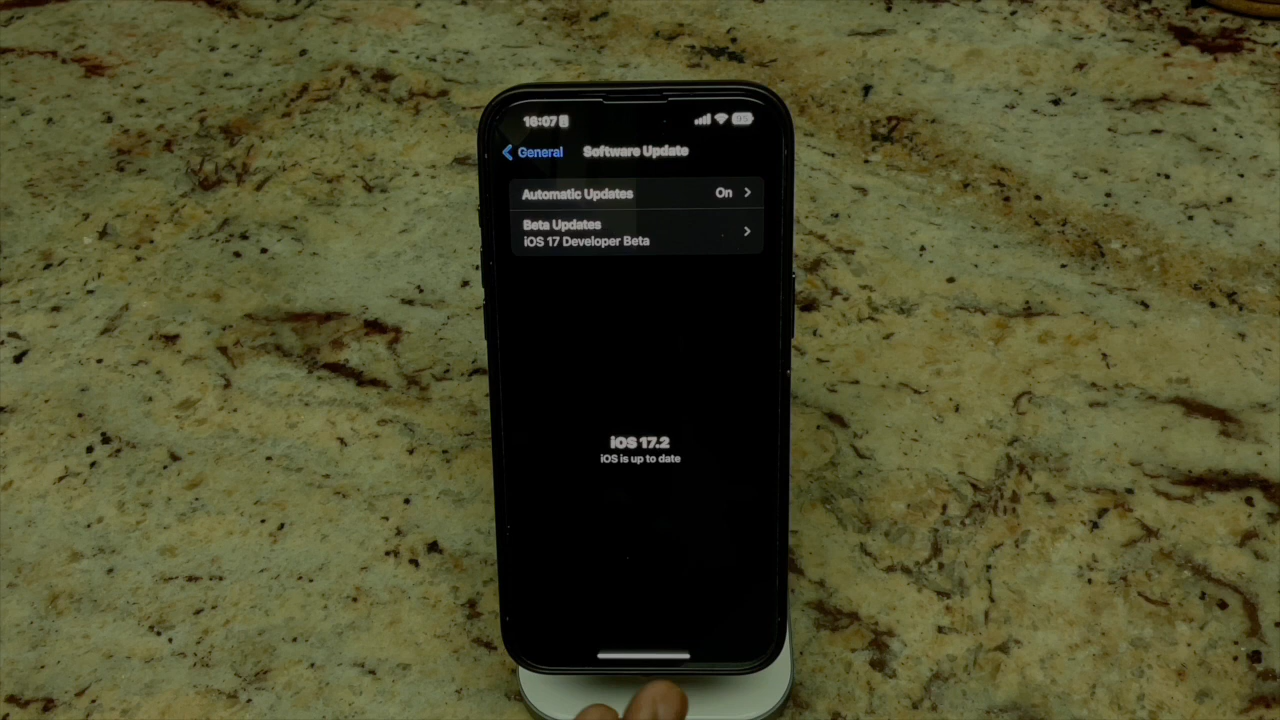 16:07
General
Software Update
Automatic Updates On
Beta Updates
iOS 17 Developer Beta
iOS 17.2
iOS is up to date